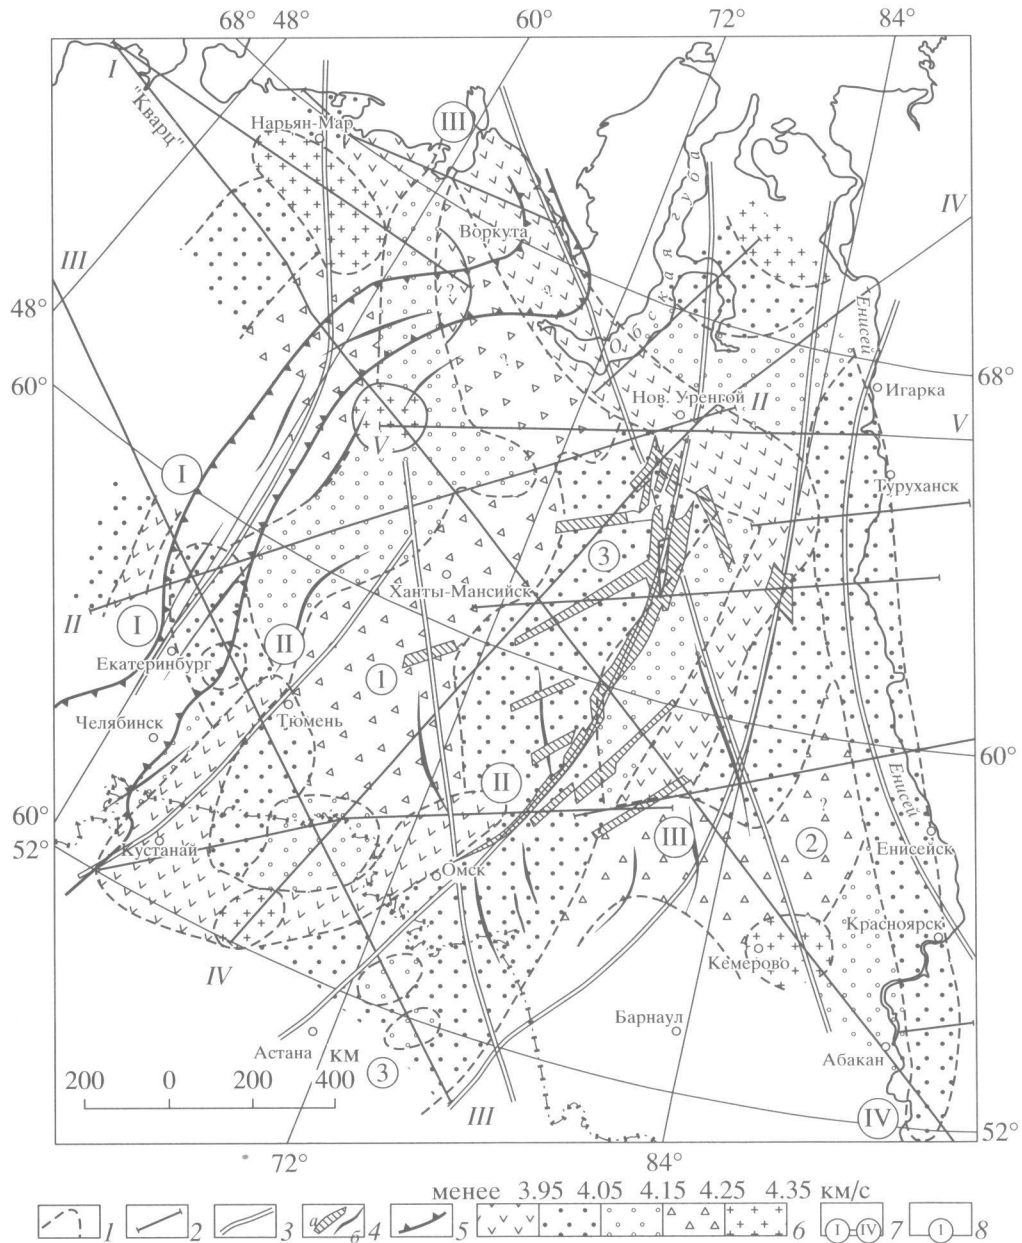 68° 48° 60° 72° 84°
I
"Кварц"
Нарьян-Мар
III
Воркута
Обская губа
IV
III
48°
Енисей
60°
68°
Игарка
Нов. Уренгой
II
V
V
I
Туруханск
3
Ханты-Мансийск
II
I
II
Екатеринбург
1
Челябинск
Тюмень
60°
II
Енисей
60°
52°
III
2
Кустанай
Енисейск
Омск
Красноярск
Кемерово
IV
Барнаул
Астана
Абакан
3
км
200 0 200 400
III
IV
52°
72° 84°
менее 3.95 4.05 4.15 4.25 4.35 км/с
1 2 3 а б 4 5 6 I IV 7 1 8